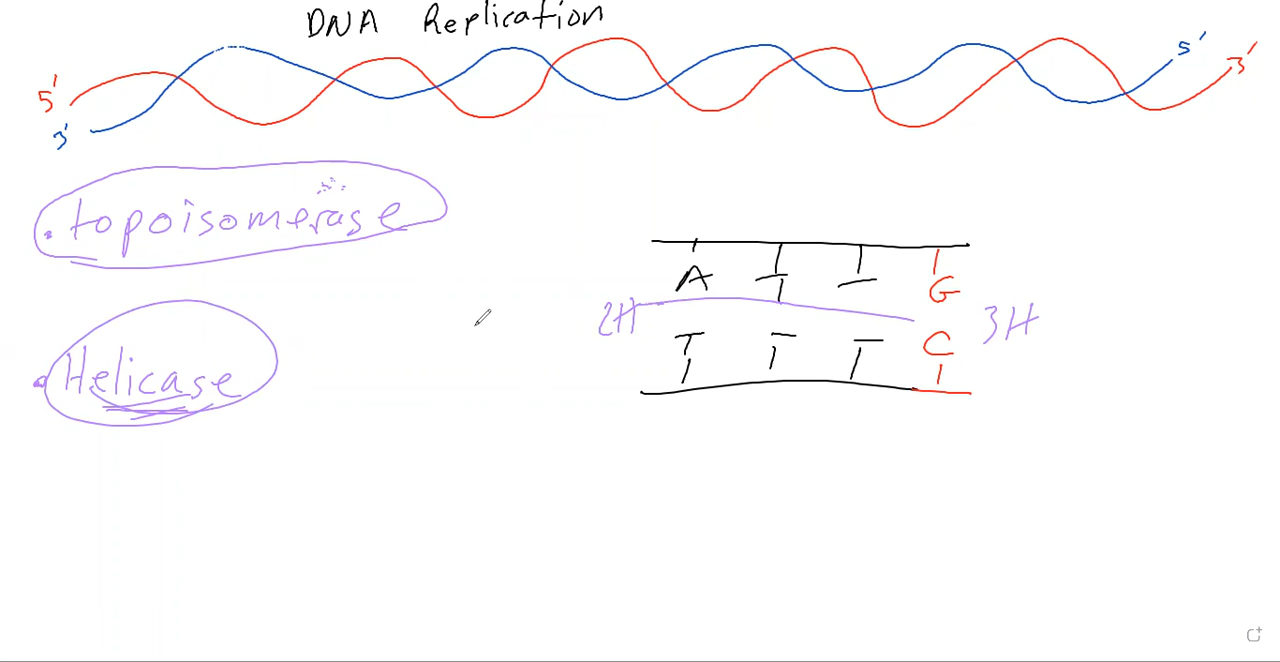 DNA Replication
5'
3'
5'
3'
topoisomerase
Helicase
A G
2H 3H
T C